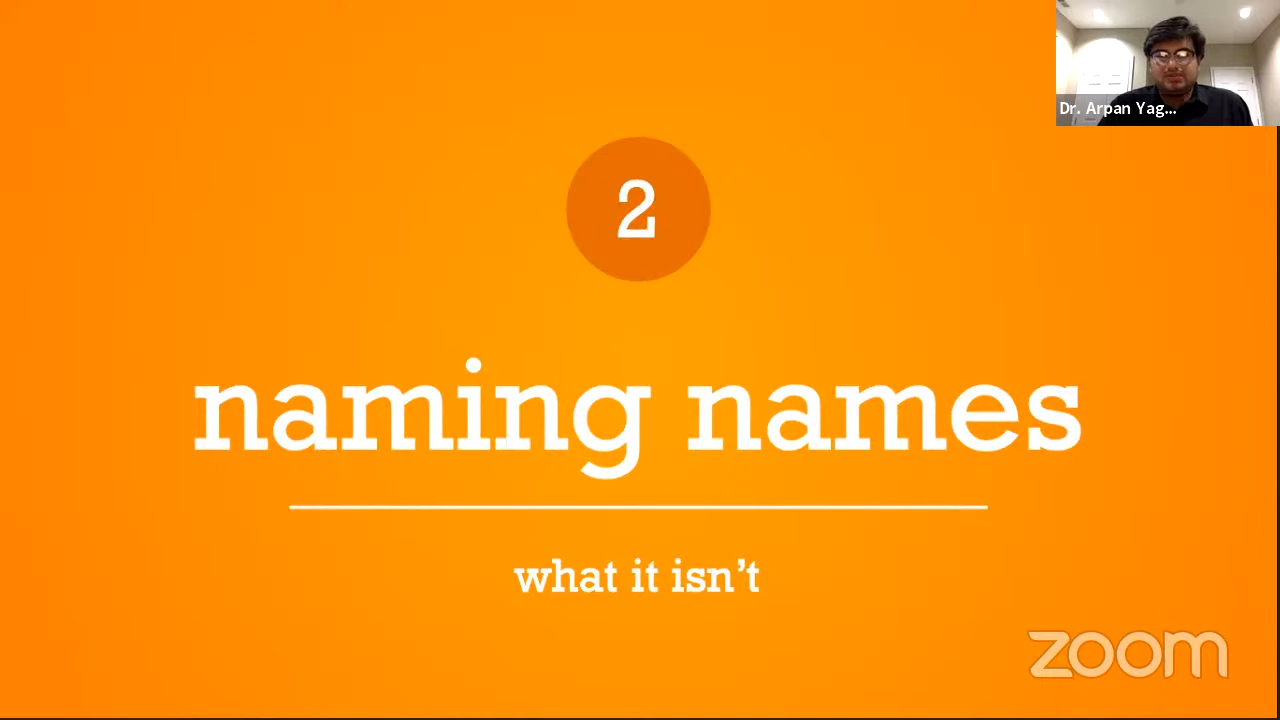 Dr. Arpan Yag...
2
naming names
what it isn’t
zoom